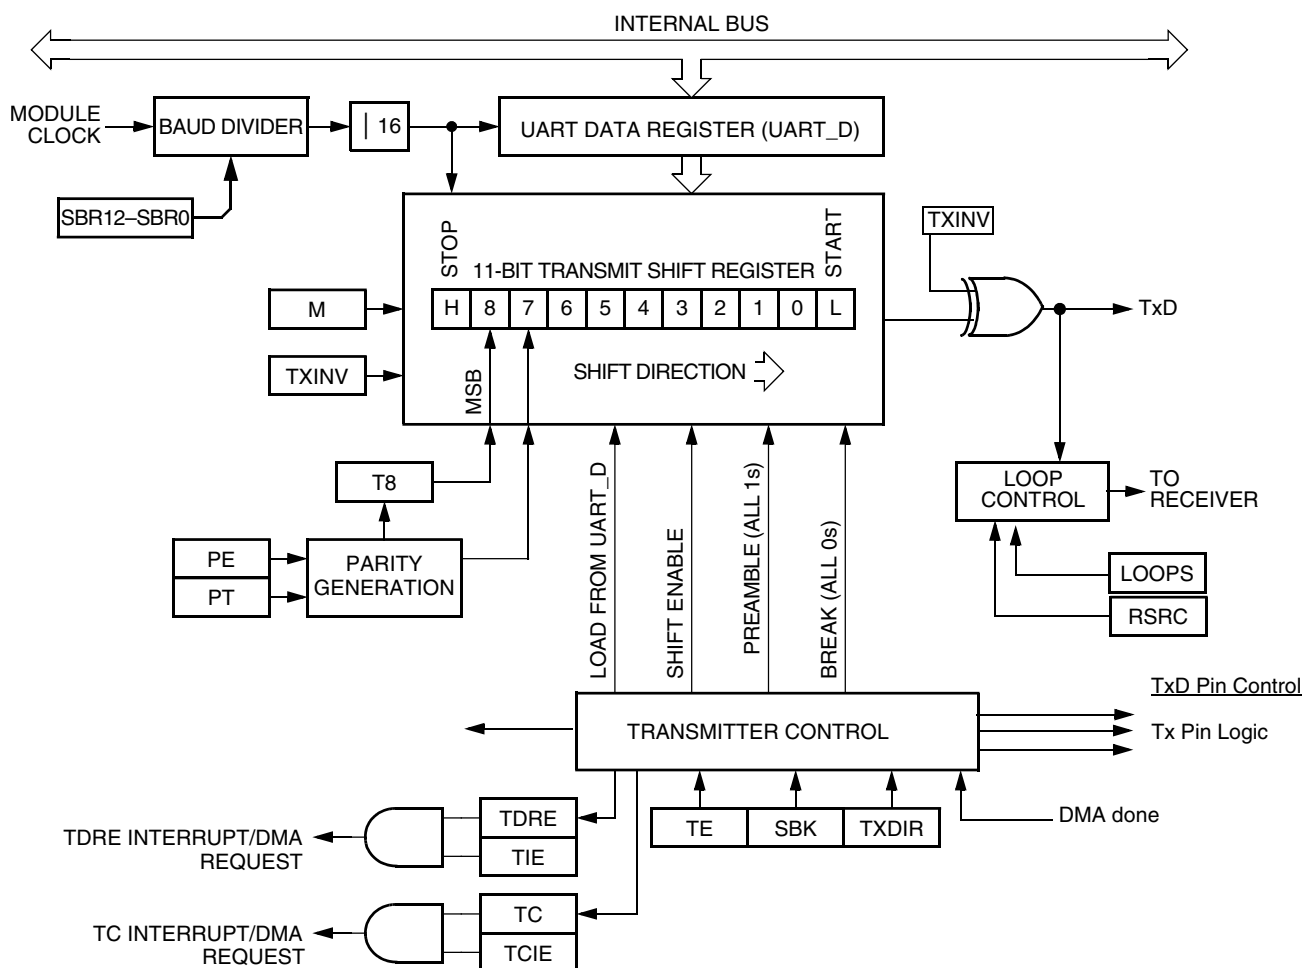 INTERNAL BUS
MODULE
CLOCK
BAUD DIVIDER
| 16
UART DATA REGISTER (UART_D)
SBR12–SBR0
TXINV
STOP
11-BIT TRANSMIT SHIFT REGISTER
START
M
H 8 7 6 5 4 3 2 1 0 L
TxD
TXINV
MSB
SHIFT DIRECTION
T8
LOAD FROM UART_D
SHIFT ENABLE
PREAMBLE (ALL 1s)
BREAK (ALL 0s)
LOOP
CONTROL
TO
RECEIVER
PE
PT
PARITY
GENERATION
LOOPS
RSRC
TRANSMITTER CONTROL
TxD Pin Control
Tx Pin Logic
TDRE
TIE
TE
SBK
TXDIR
DMA done
TDRE INTERRUPT/DMA
REQUEST
TC
TCIE
TC INTERRUPT/DMA
REQUEST